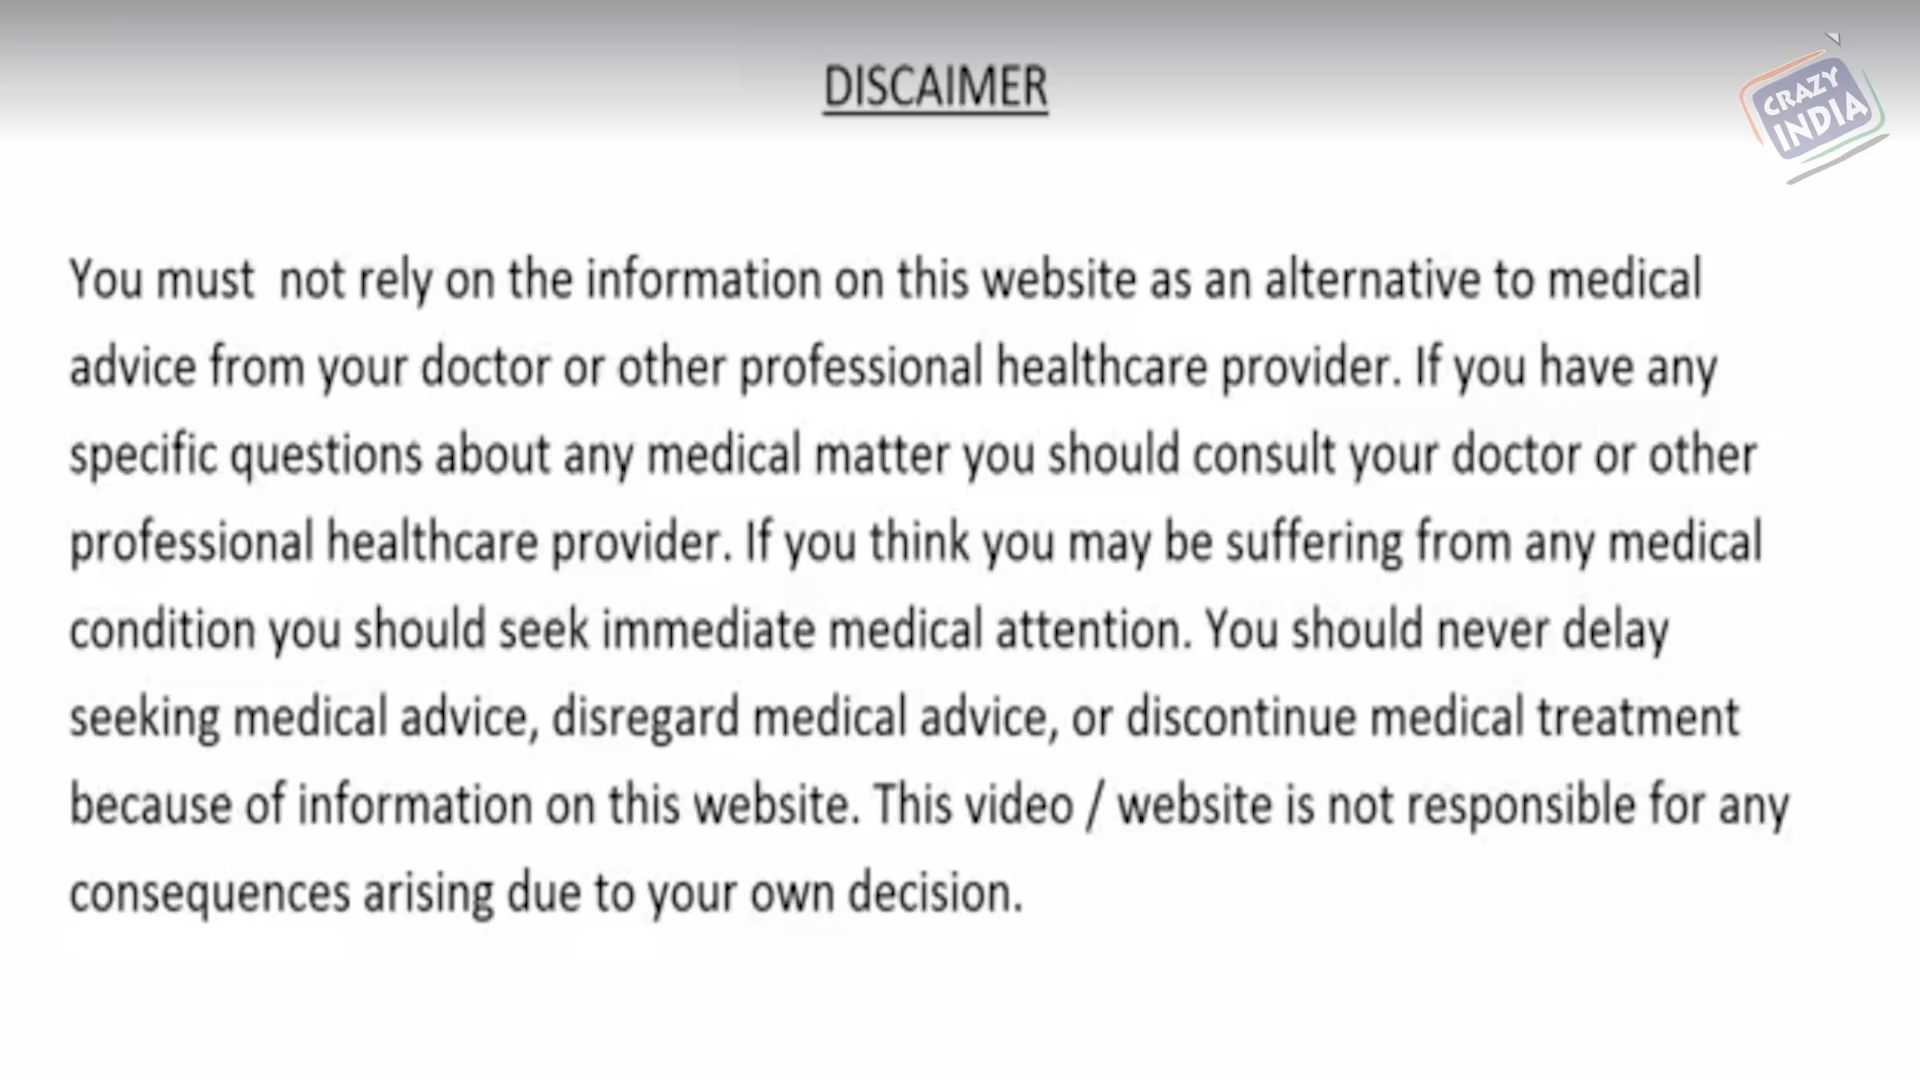 DISCAIMER
CRAZY
INDIA
You must  not rely on the information on this website as an alternative to medical
advice from your doctor or other professional healthcare provider. If you have any
specific questions about any medical matter you should consult your doctor or other
professional healthcare provider. If you think you may be suffering from any medical
condition you should seek immediate medical attention. You should never delay
seeking medical advice, disregard medical advice, or discontinue medical treatment
because of information on this website. This video / website is not responsible for any
consequences arising due to your own decision.